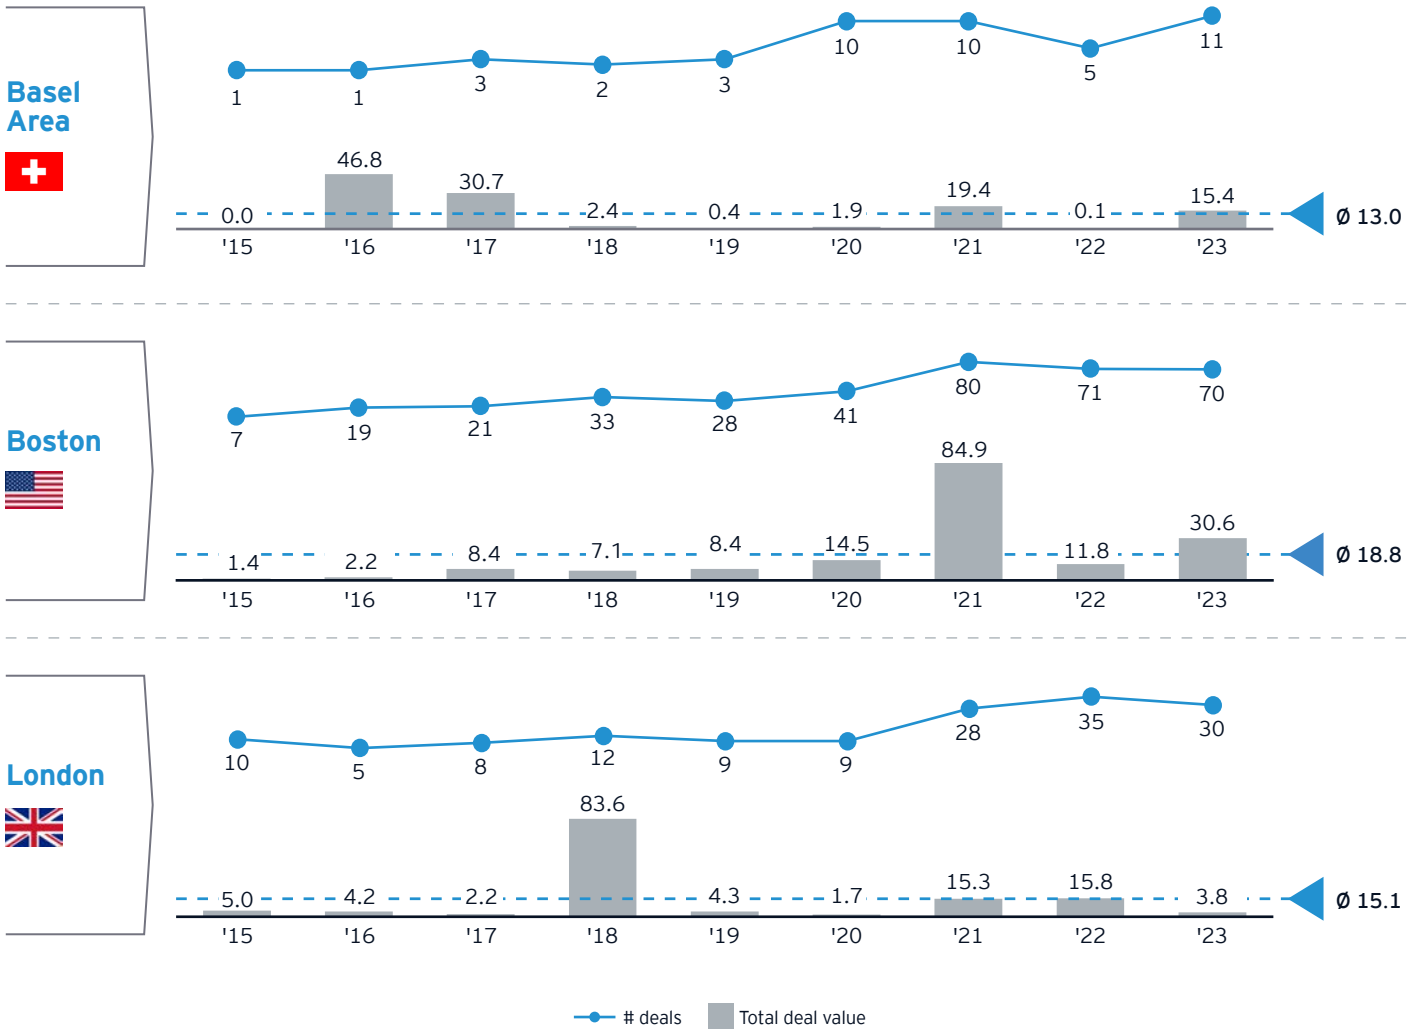 Basel
Area
1 1 3 2 3 10 10 5 11
0.0 46.8 30.7 2.4 0.4 1.9 19.4 0.1 15.4
Ø 13.0
'15 '16 '17 '18 '19 '20 '21 '22 '23
Boston
7 19 21 33 28 41 80 71 70
1.4 2.2 8.4 7.1 8.4 14.5 84.9 11.8 30.6
Ø 18.8
'15 '16 '17 '18 '19 '20 '21 '22 '23
London
10 5 8 12 9 9 28 35 30
5.0 4.2 2.2 83.6 4.3 1.7 15.3 15.8 3.8
Ø 15.1
'15 '16 '17 '18 '19 '20 '21 '22 '23
# deals Total deal value